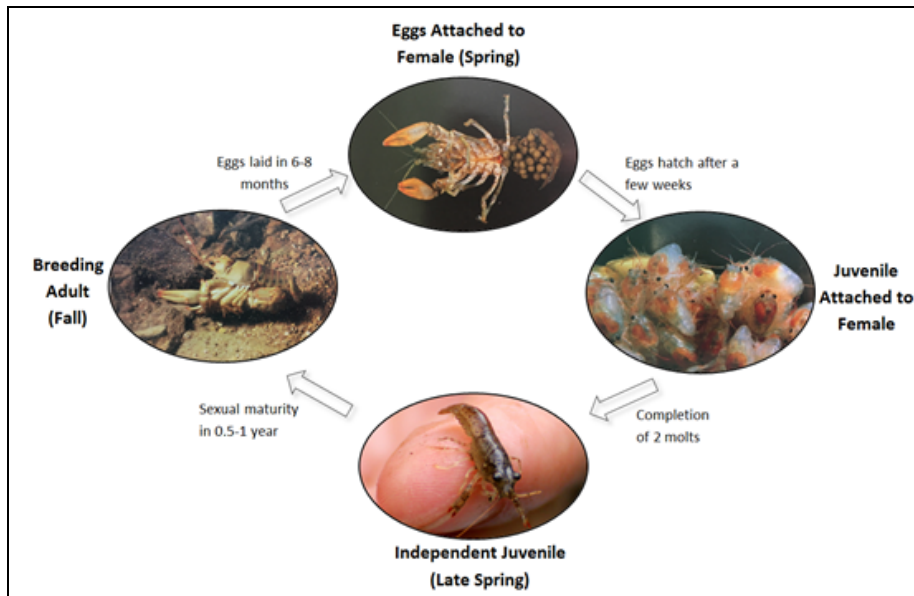 Eggs Attached to
Female (Spring)
Eggs laid in 6-8
months
Eggs hatch after a
few weeks
Breeding
Adult
(Fall)
Juvenile
Attached to
Female
Sexual maturity
in 0.5-1 year
Completion
of 2 molts
Independent Juvenile
(Late Spring)